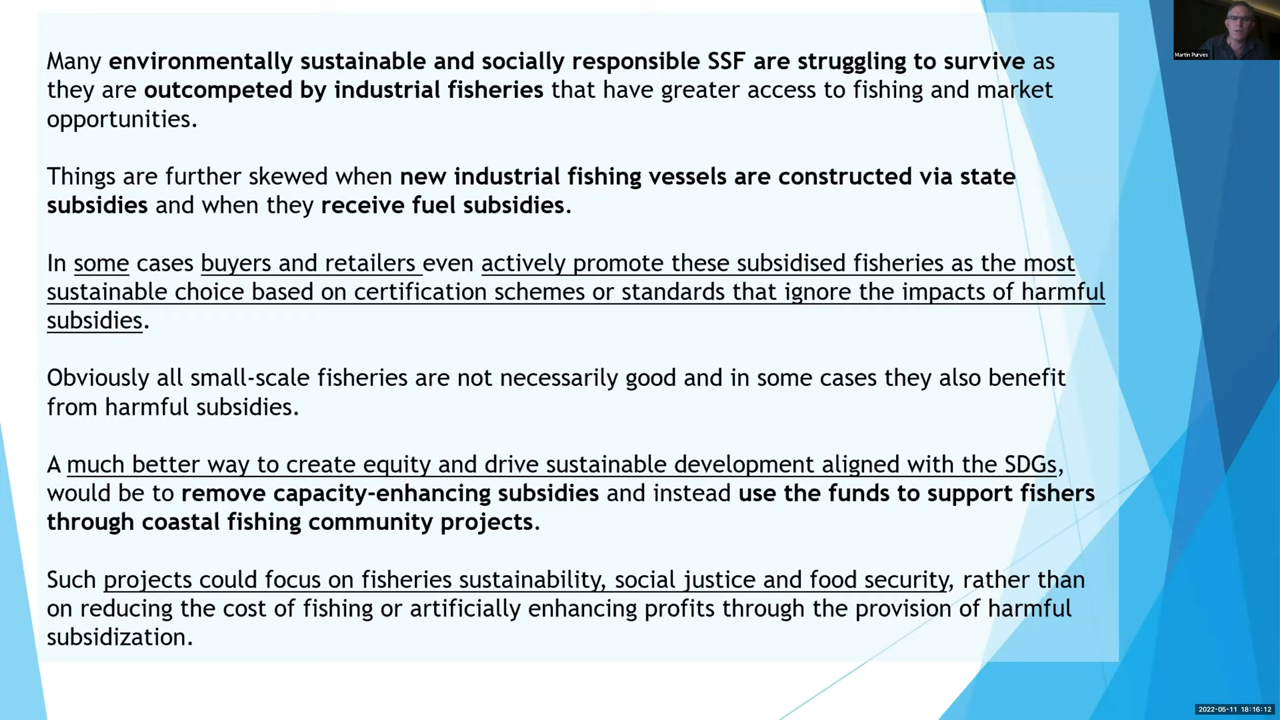 Many environmentally sustainable and socially responsible SSF are struggling to survive as
they are outcompeted by industrial fisheries that have greater access to fishing and market
opportunities.
Things are further skewed when new industrial fishing vessels are constructed via state
subsidies and when they receive fuel subsidies.
In some cases buyers and retailers even actively promote these subsidised fisheries as the most
sustainable choice based on certification schemes or standards that ignore the impacts of harmful
subsidies.
Obviously all small-scale fisheries are not necessarily good and in some cases they also benefit
from harmful subsidies.
A much better way to create equity and drive sustainable development aligned with the SDGs,
would be to remove capacity-enhancing subsidies and instead use the funds to support fishers
through coastal fishing community projects.
Such projects could focus on fisheries sustainability, social justice and food security, rather than
on reducing the cost of fishing or artificially enhancing profits through the provision of harmful
subsidization.
Martin Purves
2022-05-11 18:16:12